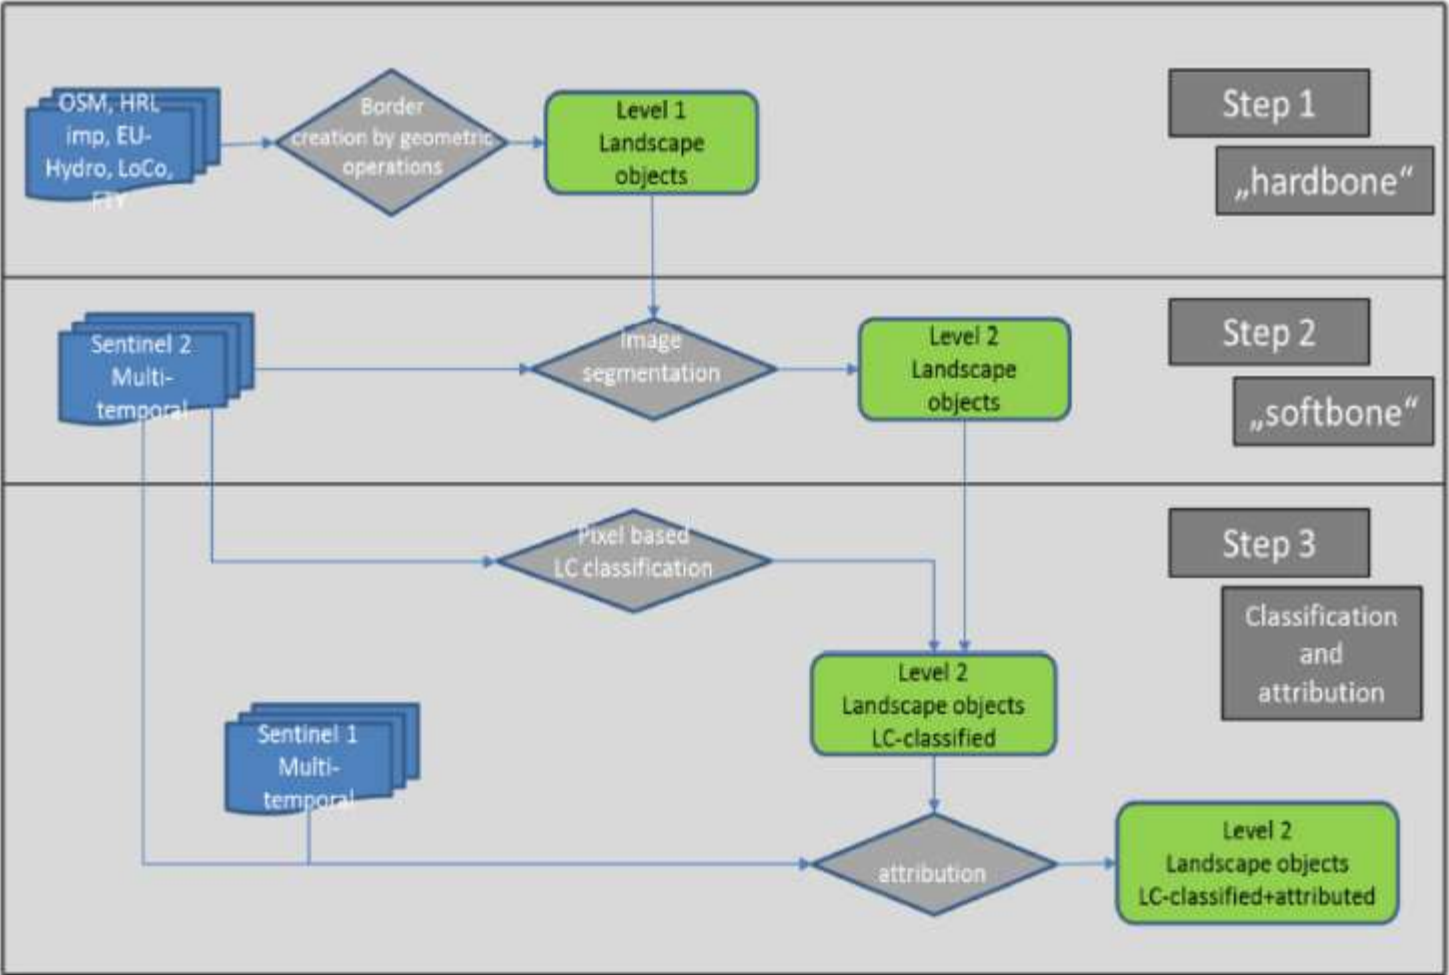 OSM, HRL
imp, EU-
Hydro, LoCo,
FTY
Border
creation by geometric
operations
Level 1
Landscape
objects
Step 1
„hardbone“
Sentinel 2
Multi-
temporal
Image
segmentation
Level 2
Landscape
objects
Step 2
„softbone“
Pixel based
LC classification
Step 3
Classification
and
attribution
Level 2
Landscape objects
LC-classified
Sentinel 1
Multi-
temporal
attribution
Level 2
Landscape objects
LC-classified+attributed